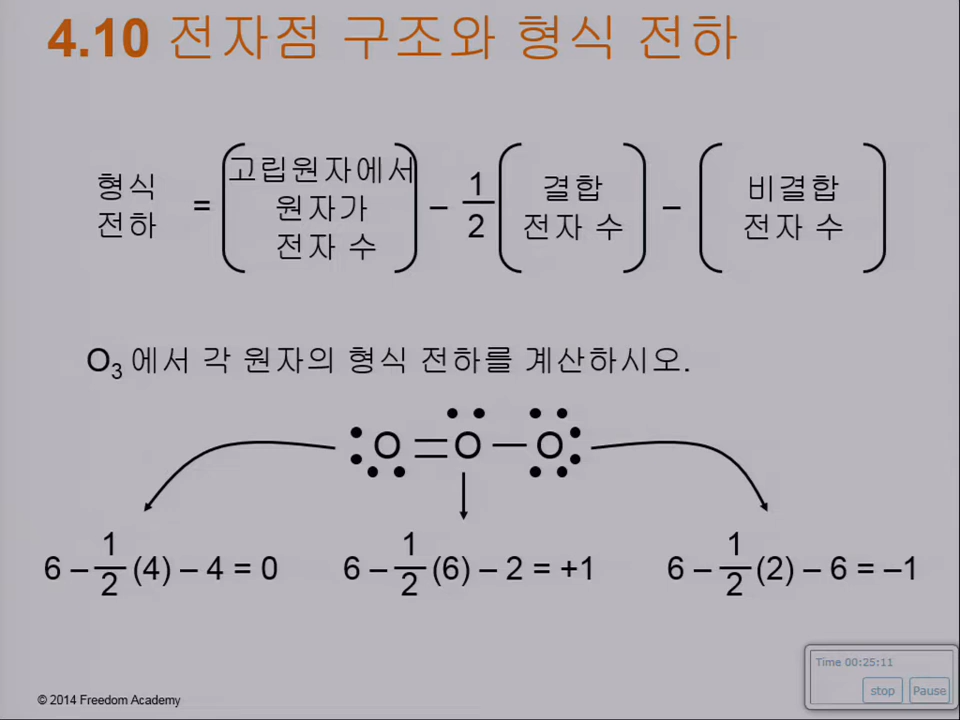 4.10 전자점 구조와 형식 전하
형식
전하
=
고립원자에서
원자가
전자 수
– 1/2
결합
전자 수
–
비결합
전자 수
O₃ 에서 각 원자의 형식 전하를 계산하시오.
:O=O—O:
6 – 1/2 (4) – 4 = 0
6 – 1/2 (6) – 2 = +1
6 – 1/2 (2) – 6 = –1
Time 00:25:11
stop Pause
© 2014 Freedom Academy